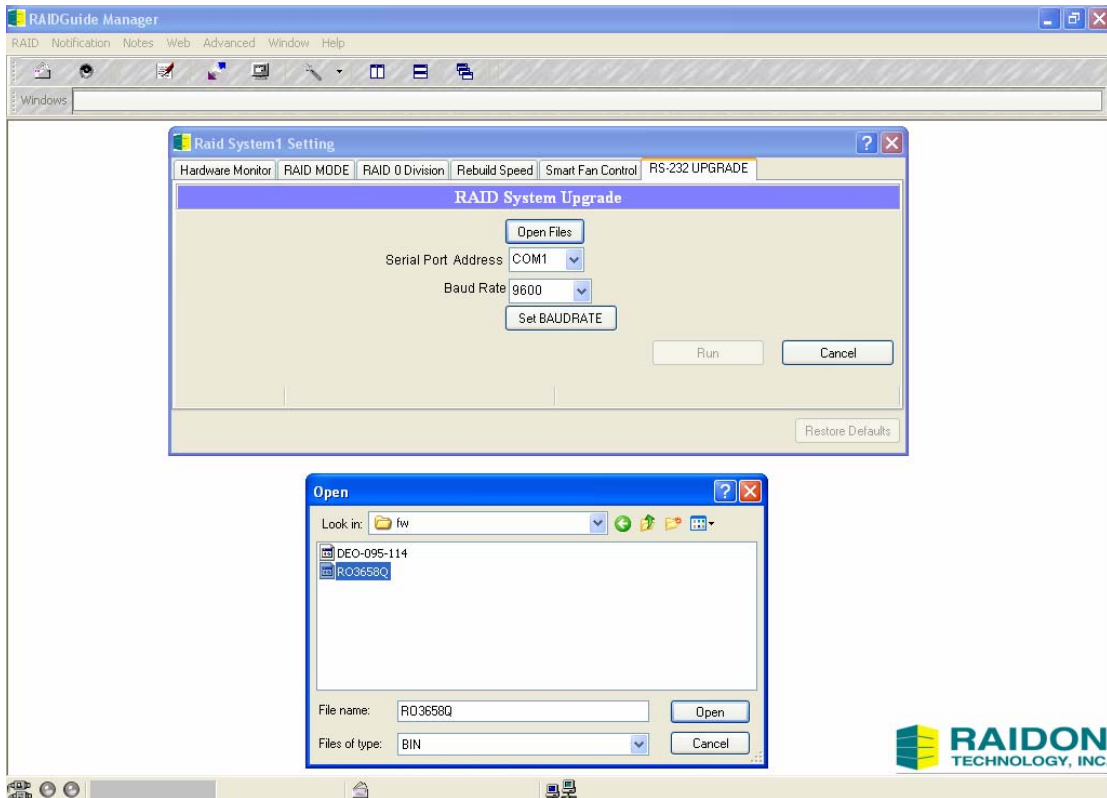 RAIDGuide Manager
RAID Notification Notes Web Advanced Window Help
Windows
Raid System1 Setting
Hardware Monitor RAID MODE RAID 0 Division Rebuild Speed Smart Fan Control RS-232 UPGRADE
RAID System Upgrade
Open Files
Serial Port Address COM1
Baud Rate 9600
Set BAUDRATE
Run Cancel
Restore Defaults
Open
Look in: fw
DEO-095-114
RO3658Q
File name: RO3658Q Open
Files of type: BIN Cancel
RAIDON
TECHNOLOGY, INC.